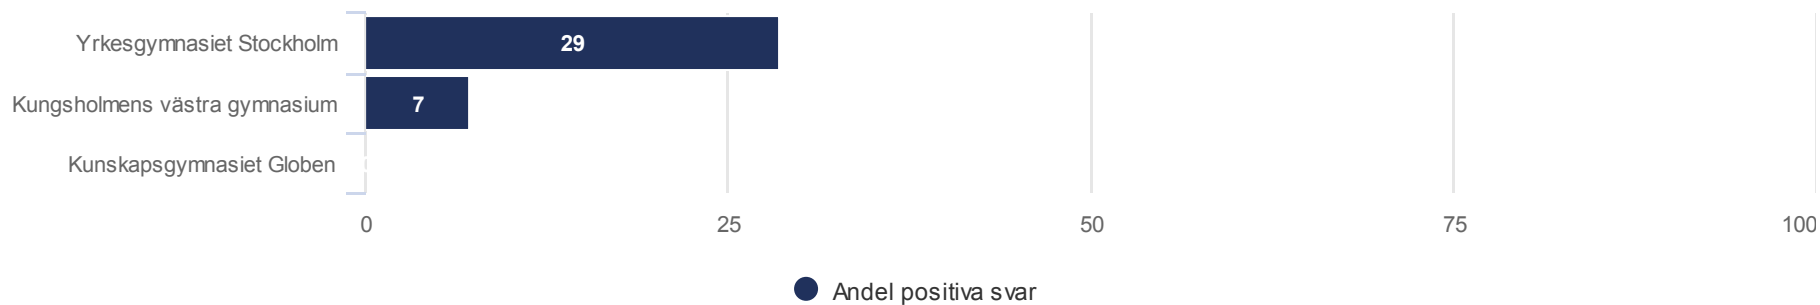 Yrkesgymnasiet Stockholm
29
Kungsholmens västra gymnasium
7
Kunskapsgymnasiet Globen
0 25 50 75 100
Andel positiva svar